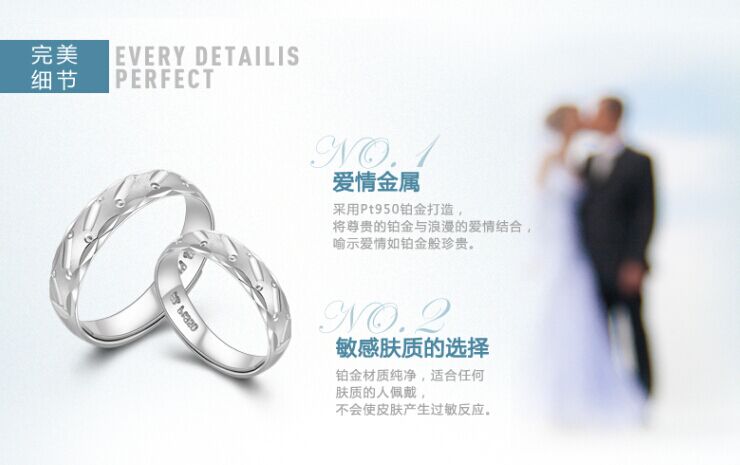 完美
细节
EVERY DETAILIS
PERFECT
NO. 1
爱情金属
采用Pt950铂金打造，
将尊贵的铂金与浪漫的爱情结合，
喻示爱情如铂金般珍贵。
NO. 2
敏感肤质的选择
铂金材质纯净，适合任何
肤质的人佩戴，
不会使皮肤产生过敏反应。